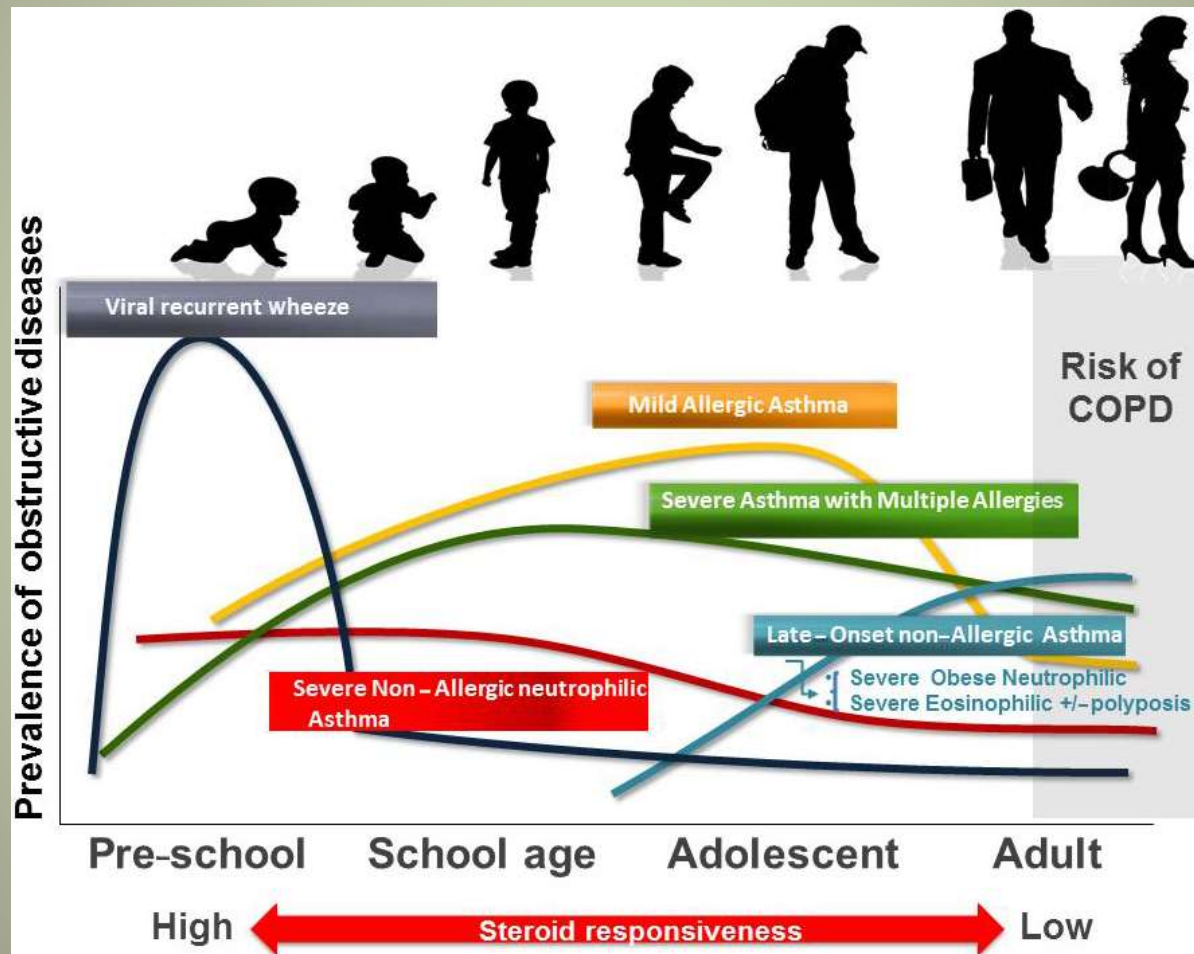 Prevalence of obstructive diseases
Viral recurrent wheeze
Mild Allergic Asthma
Risk of
COPD
Severe Asthma with Multiple Allergies
Late-Onset non-Allergic Asthma
• Severe Obese Neutrophilic
• Severe Eosinophilic +/-polyposis
Severe Non-Allergic neutrophilic
Asthma
Pre-school School age Adolescent Adult
High Steroid responsiveness Low